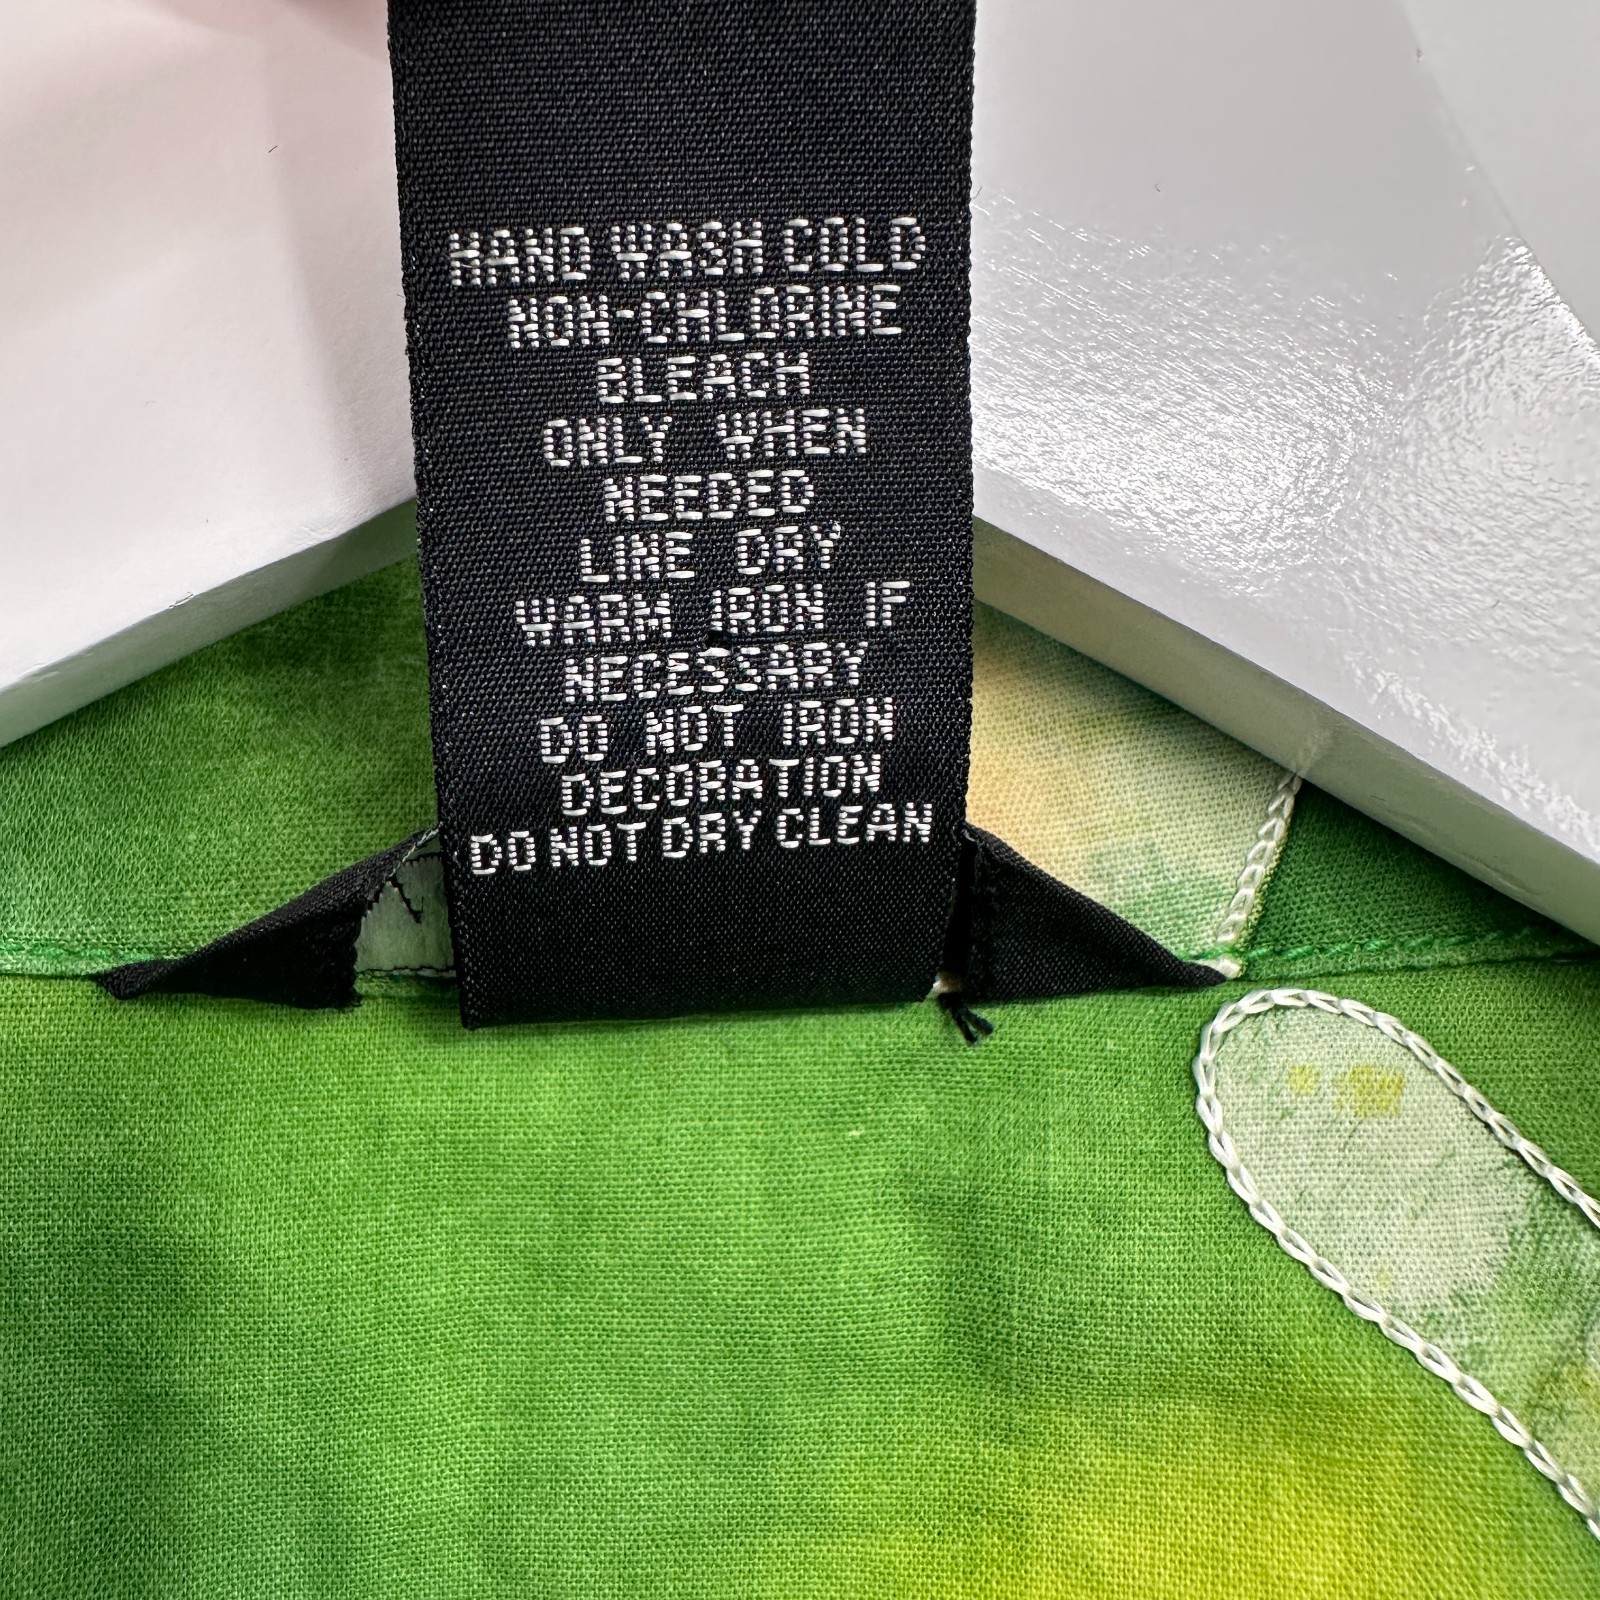 HAND WASH COLD
NON-CHLORINE
BLEACH
ONLY WHEN
NEEDED
LINE DRY
WARM IRON IF
NECESSARY
DO NOT IRON
DECORATION
DO NOT DRY CLEAN